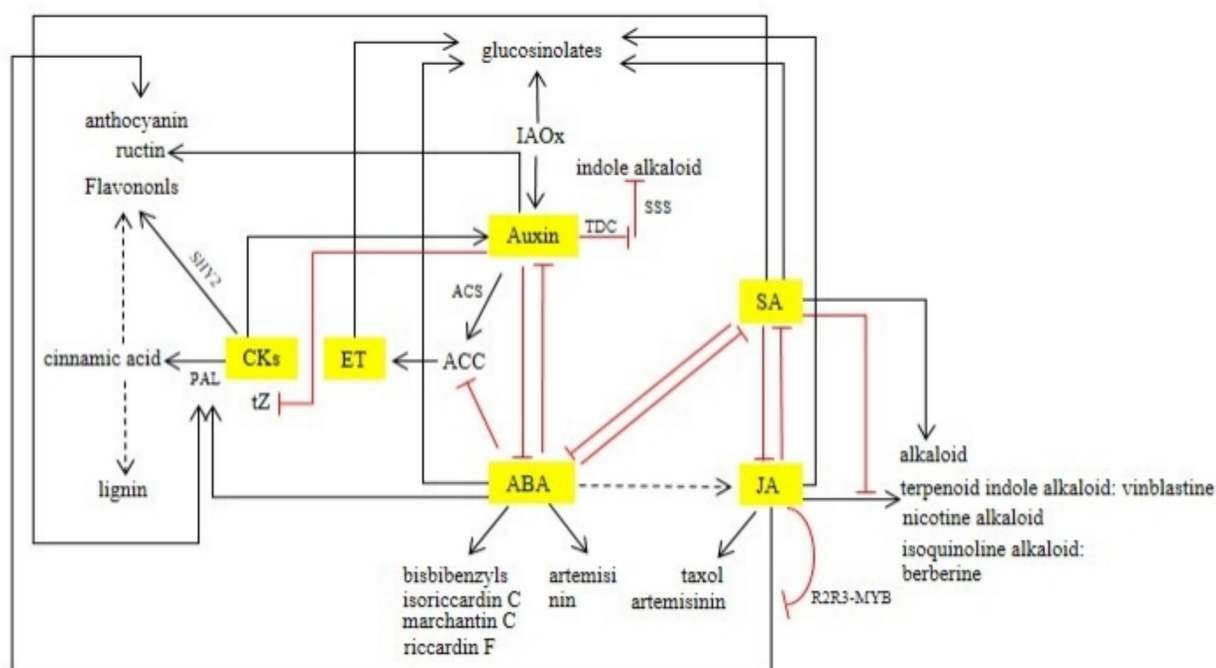 glucosinolates
anthocyanin
ructin
Flavononls
IAOx
indole alkaloid
SSS
TDC
Auxin
SHY2
ACS
SA
cinnamic acid
PAL
CKs
ET
ACC
tZ
lignin
ABA
JA
alkaloid
terpenoid indole alkaloid: vinblastine
nicotine alkaloid
isoquinoline alkaloid:
berberine
bisbibenzyls
isoriccardin C
marchantin C
riccardin F
artemisi
nin
taxol
artemisinin
R2R3-MYB